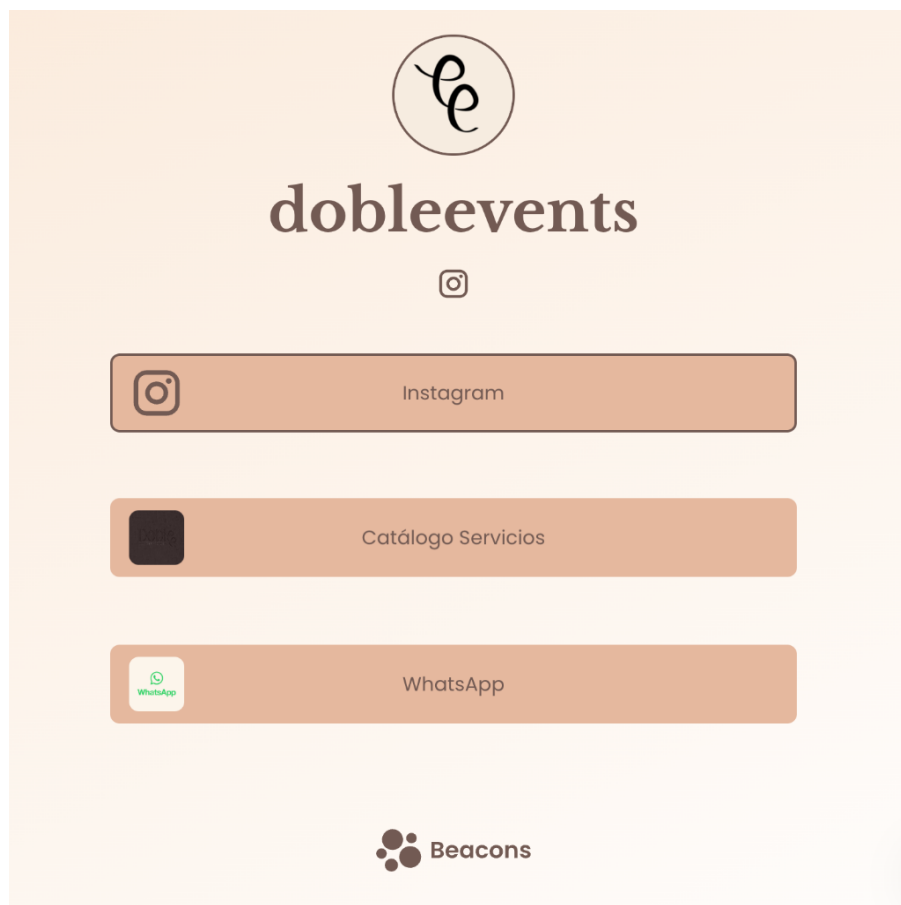 dobleevents
Instagram
Catálogo Servicios
WhatsApp
WhatsApp
Beacons